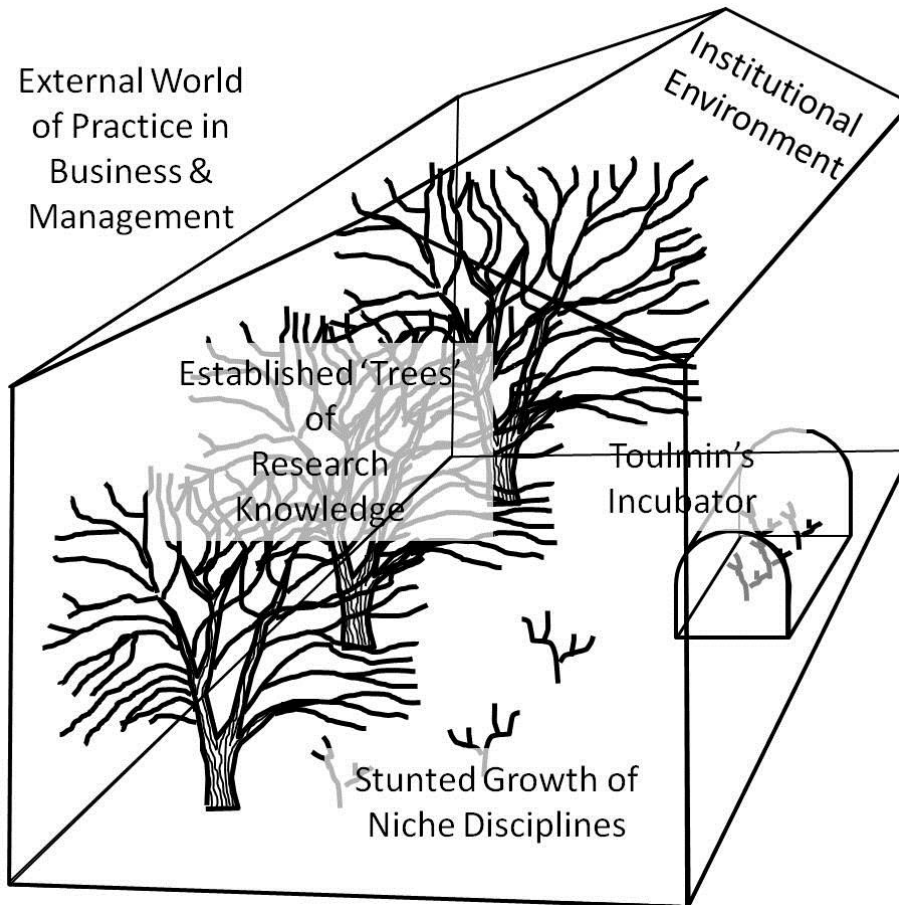 External World
of Practice in
Business &
Management
Institutional
Environment
Established 'Trees'
of
Research
Knowledge
Toulmin's
Incubator
Stunted Growth of
Niche Disciplines